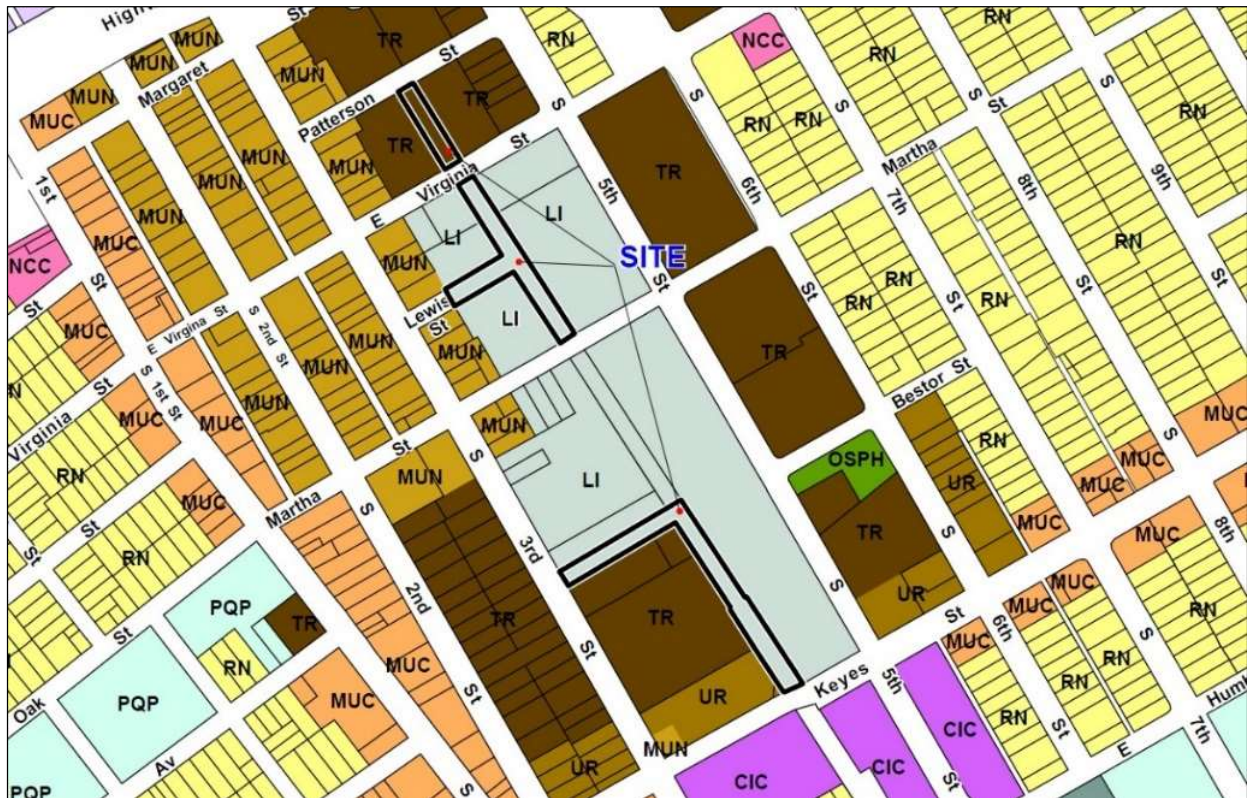 Highw
St
TR
St
RN
NCC
RN
MUN
MUN
MUN
Margaret
MUN
MUN
MUC
Patterson
TR
S
S
RN
RN
St
RN
S
S
RN
MUN
MUN
TR
St
MUN
Virginia
TR
Martha
1st
MUN
E
LI
5th
6th
7th
8th
9th
MUC
LI
SITE
RN
NCC
St
MUN
MUN
Lewis
St
St
St
RN
RN
RN
St
MUC
E Virgina St
S 2nd St
MUN
LI
MUN
RN
TR
MUN
Bestor St
St
S 1st St
MUC
MUN
MUC
Virginia
RN
St
MUN
S
MUN
OSPH
RN
MUC
S
MUC
MUC
LI
UR
MUC
Martha
S
3rd
TR
S
MUC
MUC
8th
St
RN
St
PQP
TR
2nd
TR
TR
UR
St
MUC
MUC
6th
S
RN
RN
MUC
St
MUC
RN
RN
Oak
PQP
MUC
St
UR
Keyes
5th
CIC
RN
St
E
7th
Humb
Av
MUN
UR
S
CIC
CIC
St
PQP